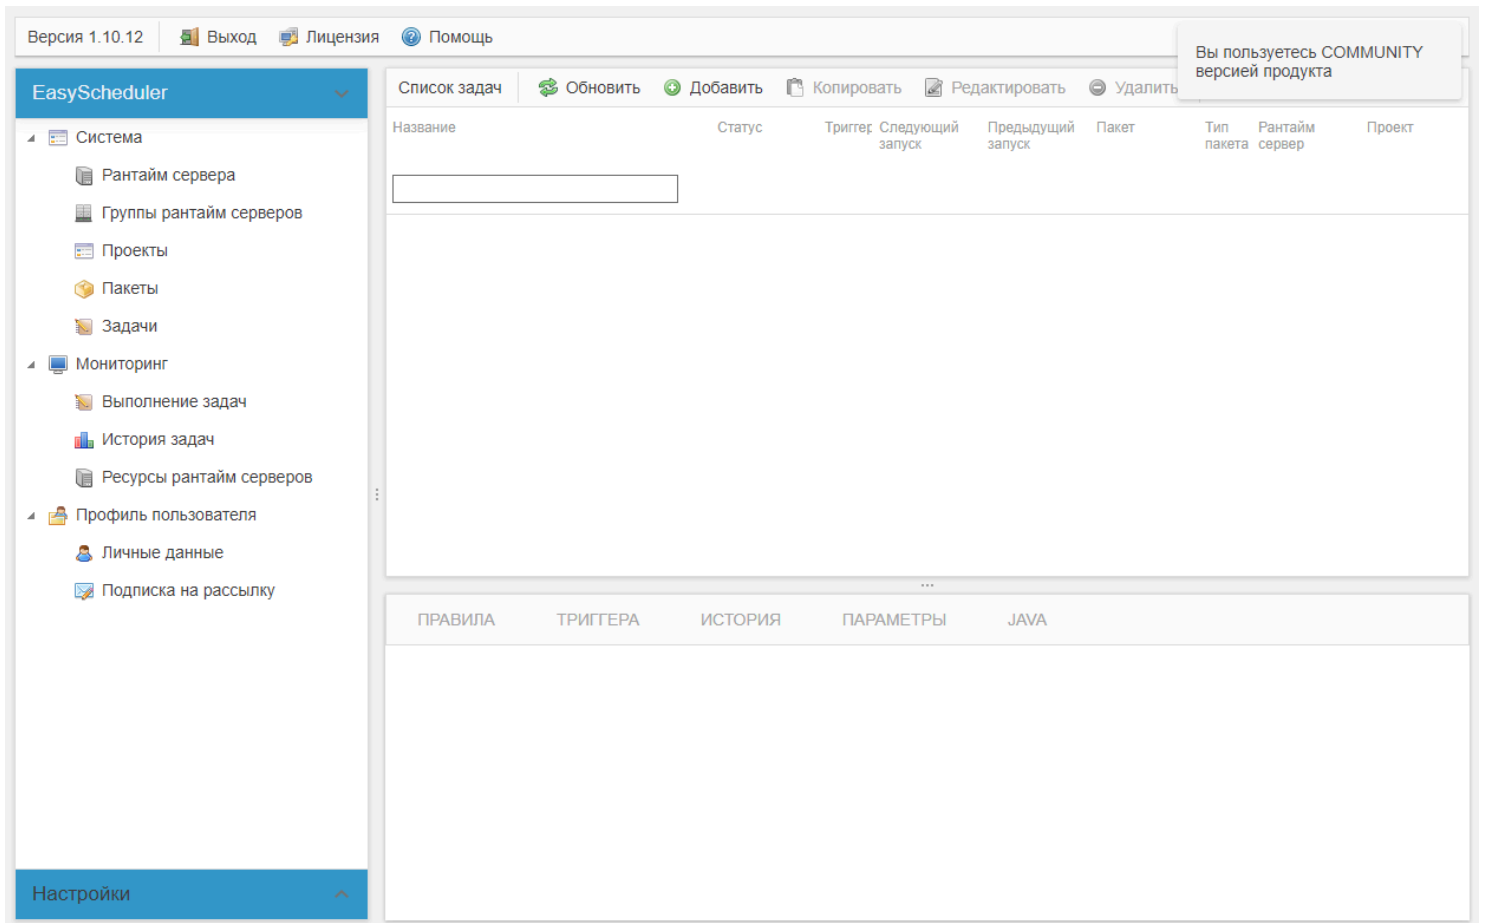 Версия 1.10.12 Выход Лицензия Помощь
Вы пользуетесь COMMUNITY
версией продукта
EasyScheduler
Система
Рантайм сервера
Группы рантайм серверов
Проекты
Пакеты
Задачи
Мониторинг
Выполнение задач
История задач
Ресурсы рантайм серверов
Профиль пользователя
Личные данные
Подписка на рассылку
Настройки
Список задач Обновить Добавить Копировать Редактировать Удалить
Название Статус Триггер Следующий Предыдущий Пакет Тип Рантайм Проект
запуск запуск пакета сервер
ПРАВИЛА ТРИГГЕРА ИСТОРИЯ ПАРАМЕТРЫ JAVA